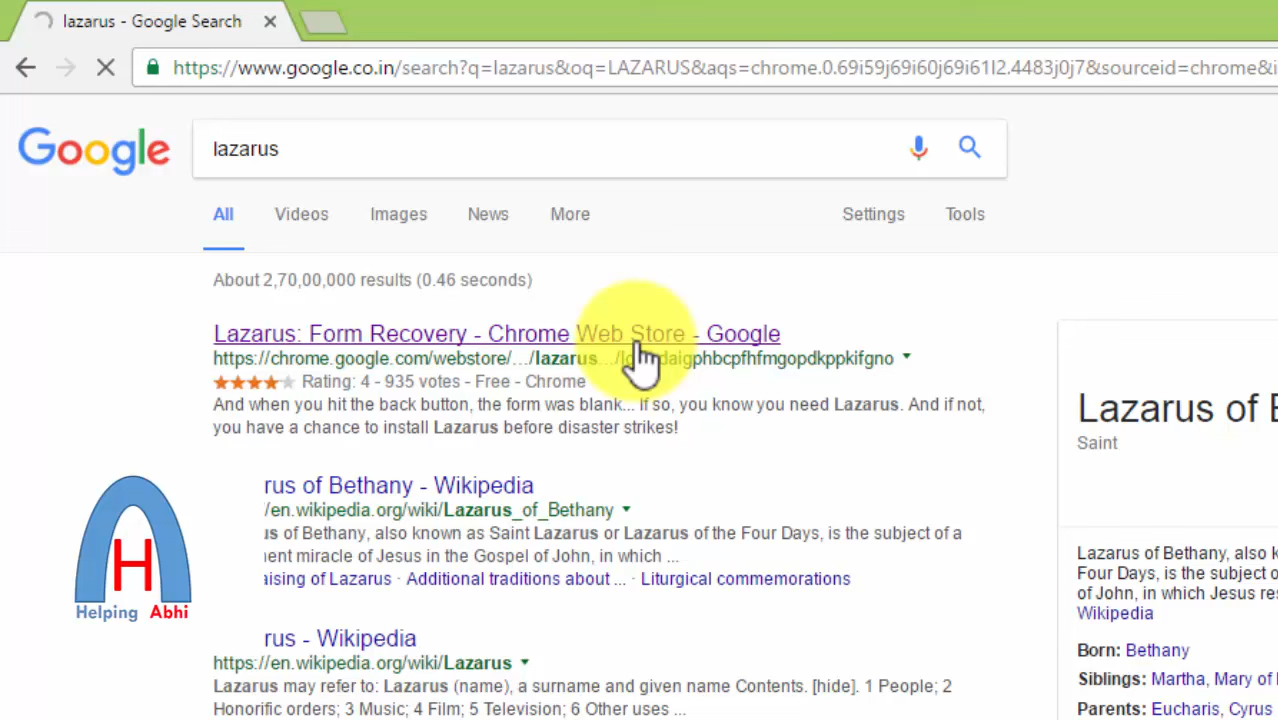 lazarus - Google Search
https://www.google.co.in/search?q=lazarus&oq=LAZARUS&aqs=chrome.0.69i59j69i60j69i61l2.4483j0j7&sourceid=chrome&i
Google
lazarus
All Videos Images News More Settings Tools
About 2,70,00,000 results (0.46 seconds)
Lazarus: Form Recovery - Chrome Web Store - Google
https://chrome.google.com/webstore/.../lazarus.../ daigphbcpfhfmgopdkppkifgno
Rating: 4 - 935 votes - Free - Chrome
And when you hit the back button, the form was blank... If so, you know you need Lazarus. And if not,
you have a chance to install Lazarus before disaster strikes!
rus of Bethany - Wikipedia
/en.wikipedia.org/wiki/Lazarus_of_Bethany
us of Bethany, also known as Saint Lazarus or Lazarus of the Four Days, is the subject of a
ent miracle of Jesus in the Gospel of John, in which ...
aising of Lazarus · Additional traditions about ... · Liturgical commemorations
rus - Wikipedia
https://en.wikipedia.org/wiki/Lazarus
Lazarus may refer to: Lazarus (name), a surname and given name Contents. [hide]. 1 People; 2
Honorific orders; 3 Music; 4 Film; 5 Television; 6 Other uses ...
H
Helping Abhi
Lazarus of B
Saint
Lazarus of Bethany, also k
Four Days, is the subject o
of John, in which Jesus res
Wikipedia
Born: Bethany
Siblings: Martha, Mary of
Parents: Eucharis, Cyrus